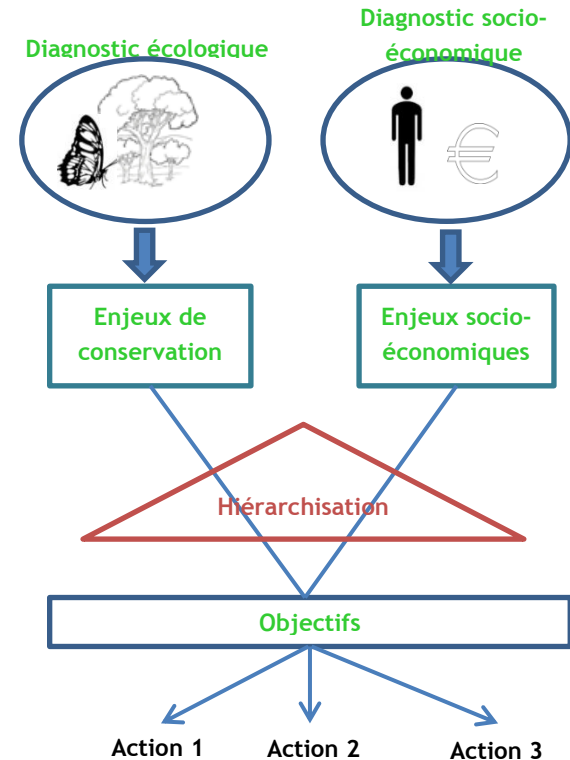 Diagnostic écologique
Diagnostic socio-
économique
€
Enjeux de
conservation
Enjeux socio-
économiques
Hiérarchisation
Objectifs
Action 1
Action 2
Action 3